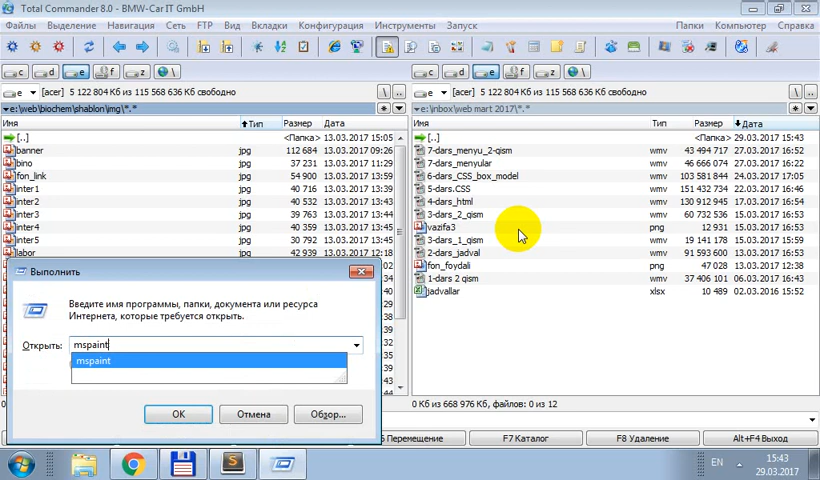 Total Commander 8.0 - BMW-Car IT GmbH
Файлы Выделение Навигация Сеть FTP Вид Вкладки Конфигурация Инструменты Запуск Папки Компьютер Справка
c d e f z \ c d e f z \
e [acer] 5 122 804 Кб из 115 568 636 Кб свободно \ .. e [acer] 5 122 804 Кб из 115 568 636 Кб свободно \ ..
e:\web\biochem\shablon\img\*.* e:\inbox\web mart 2017\*.*
Имя Тип Размер Дата Имя Тип Размер Дата
[..] <Папка> 13.03.2017 15:05 [..] <Папка> 29.03.2017 15:43
banner jpg 112 684 13.03.2017 09:26 7-dars_menyu_2-qism wmv 43 494 717 27.03.2017 16:52
bino jpg 37 231 13.03.2017 11:29 7-dars_menyular wmv 46 666 074 27.03.2017 16:38
fon_link jpg 54 900 13.03.2017 12:38 6-dars_CSS_box_model wmv 103 581 844 24.03.2017 16:56
inter1 jpg 40 716 13.03.2017 13:44 5-dars.CSS wmv 151 432 734 22.03.2017 16:46
inter2 jpg 40 532 13.03.2017 13:44 4-dars_html wmv 130 912 945 17.03.2017 16:54
inter3 jpg 39 763 13.03.2017 13:44 3-dars_2_qism wmv 60 732 536 15.03.2017 16:53
inter4 jpg 40 359 13.03.2017 13:44 vazifa3 png 12 931 15.03.2017 16:53
inter5 jpg 30 792 13.03.2017 13:45 3-dars_1_qism wmv 19 141 178 15.03.2017 15:59
labor jpg 42 939 13.03.2017 2-dars_jadval wmv 91 593 600 13.03.2017 16:53
fon_foydali png 47 028 13.03.2017 12:38
1-dars 2 qism wmv 37 406 101 06.03.2017 16:53
jadvallar xlsx 10 489 02.03.2016 15:52
Выполнить
Введите имя программы, папки, документа или ресурса
Интернета, которые требуется открыть.
Открыть: mspaint
mspaint
OK Отмена Обзор...
0 Кб из 668 976 Кб, файлов: 0 из 12
F6 Перемещение F7 Каталог F8 Удаление Alt+F4 Выход
EN 15:43
29.03.2017